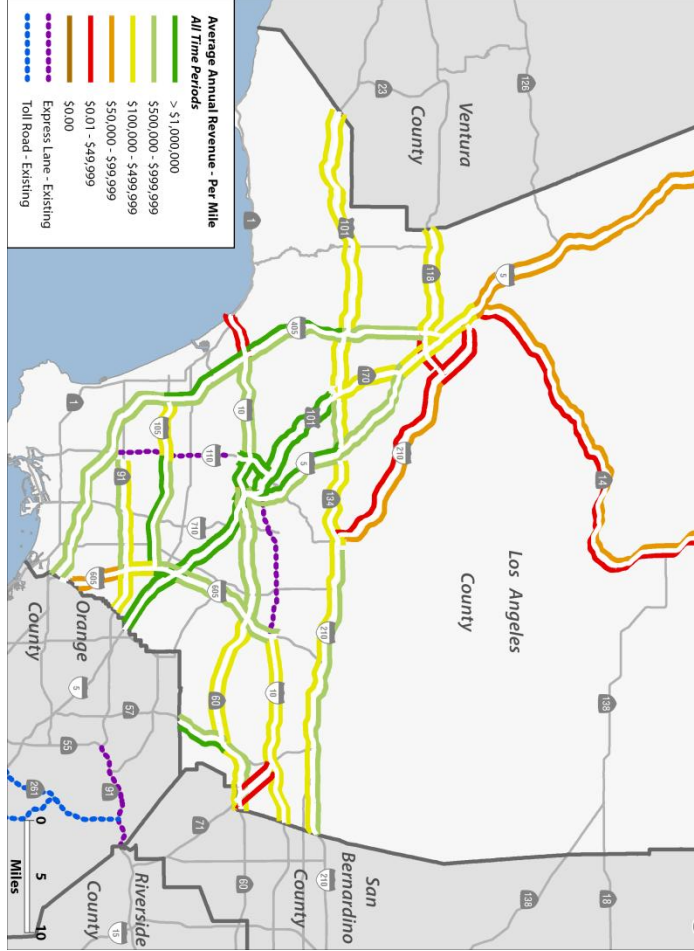 Average Annual Revenue - Per Mile
All Time Periods
> $1,000,000
$500,000 - $999,999
$100,000 - $499,999
$50,000 - $99,999
$0.01 - $49,999
$0.00
Express Lane - Existing
Toll Road - Existing
Ventura
County
Los Angeles
County
San
Bernardino
County
Orange
County
Riverside
County
126
23
1
101
118
5
14
138
138
18
405
170
101
210
10
5
134
105
110
1
91
710
605
605
210
10
60
57
5
55
91
261
71
60
210
15
0
5
10
Miles